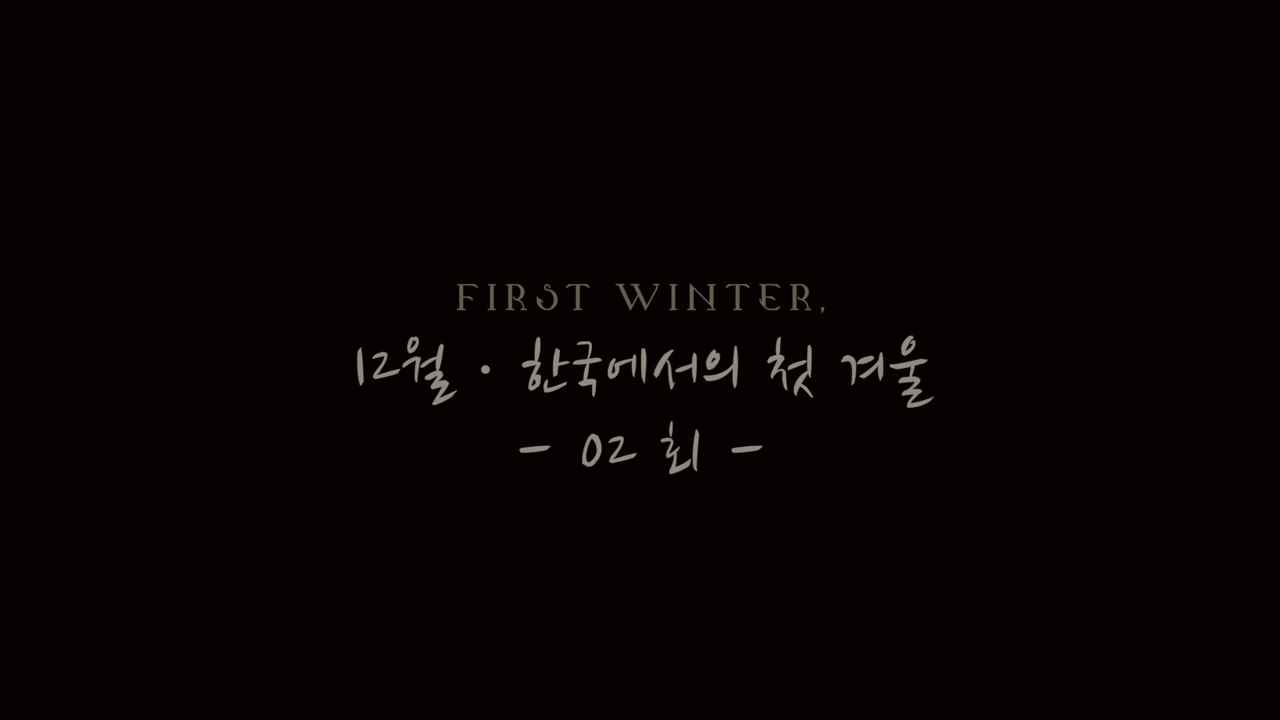 FIRST WINTER,
12월 · 한국에서의 첫 겨울
- 02 회 -